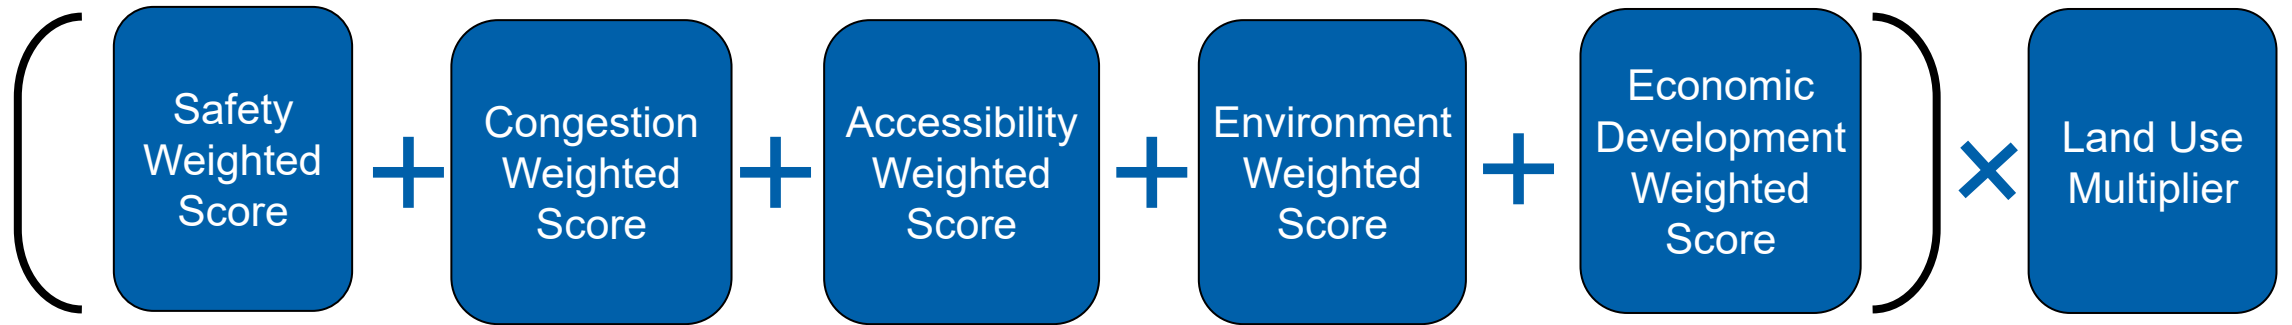 Safety
Weighted
Score
+
Congestion
Weighted
Score
+
Accessibility
Weighted
Score
+
Environment
Weighted
Score
+
Economic
Development
Weighted
Score
×
Land Use
Multiplier